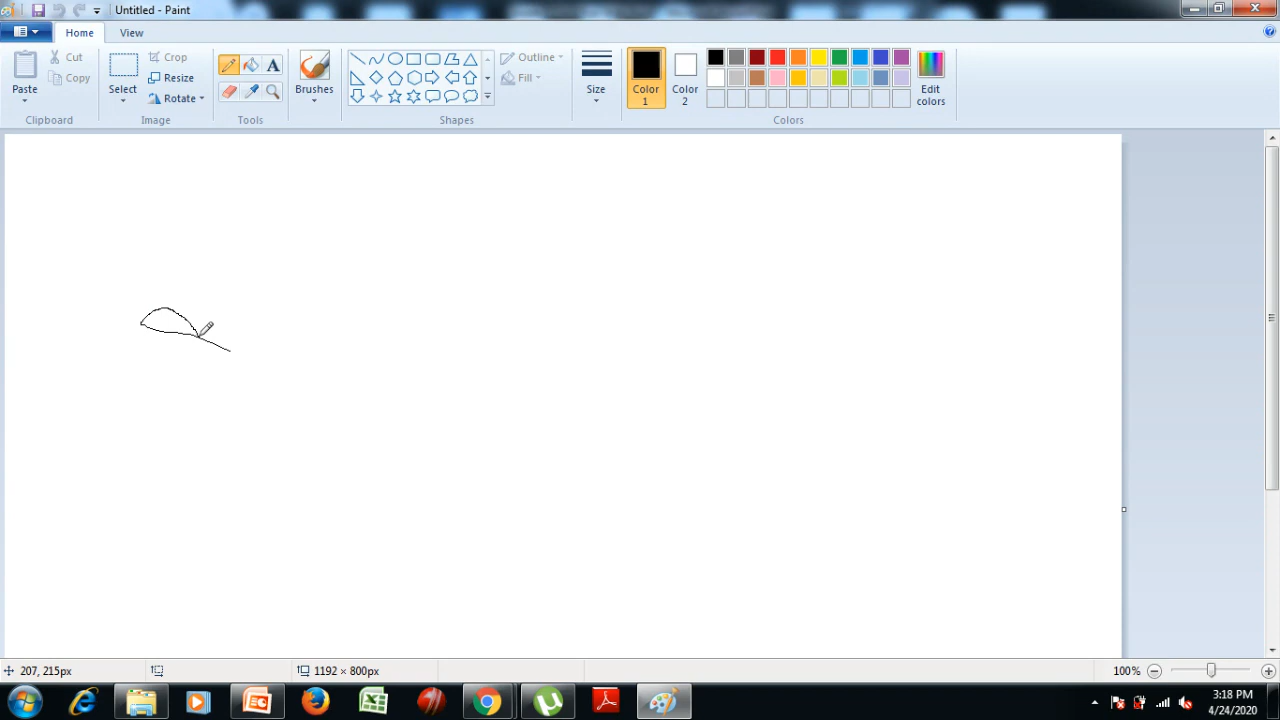 Untitled - Paint
Home View
Paste
Cut
Copy
Clipboard
Select
Crop
Resize
Rotate
Image
A
Tools
Brushes
Outline
Fill
Shapes
Size
Color
1
Color
2
Edit
colors
Colors
207, 215px
1192 × 800px
100%
3:18 PM
4/24/2020